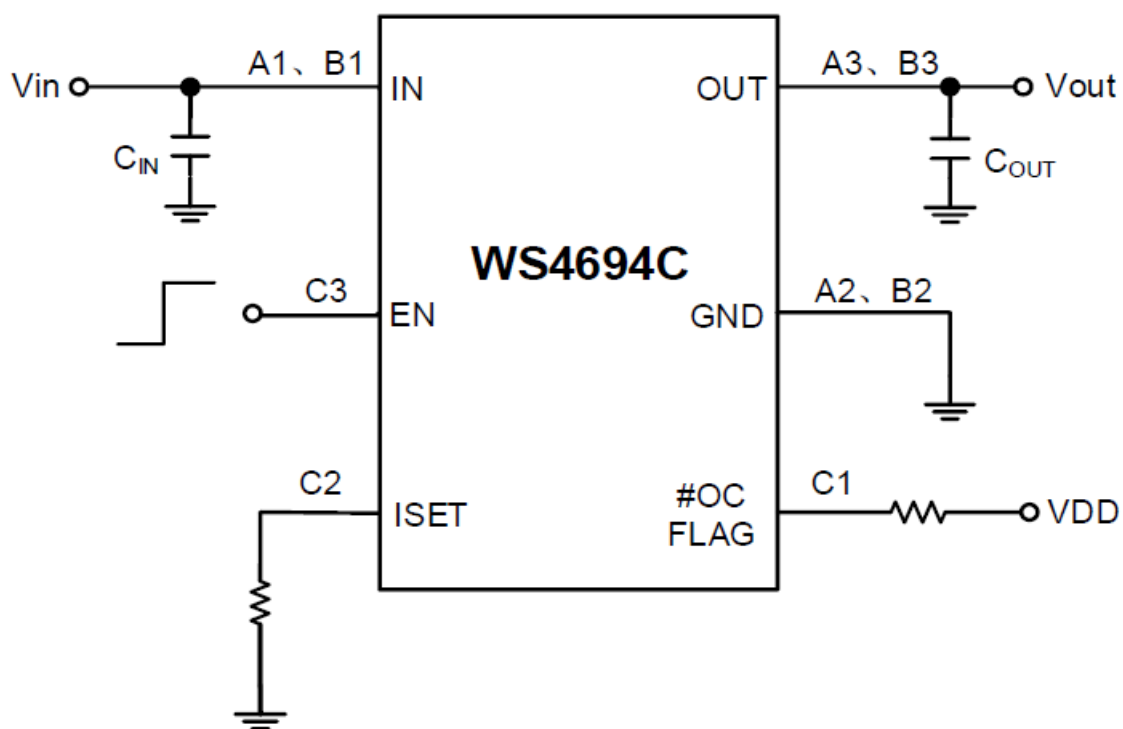 A1、B1
A3、B3
Vin
IN
OUT
Vout
CIN
COUT
WS4694C
C3
A2、B2
EN
GND
C2
#OC
C1
ISET
FLAG
VDD